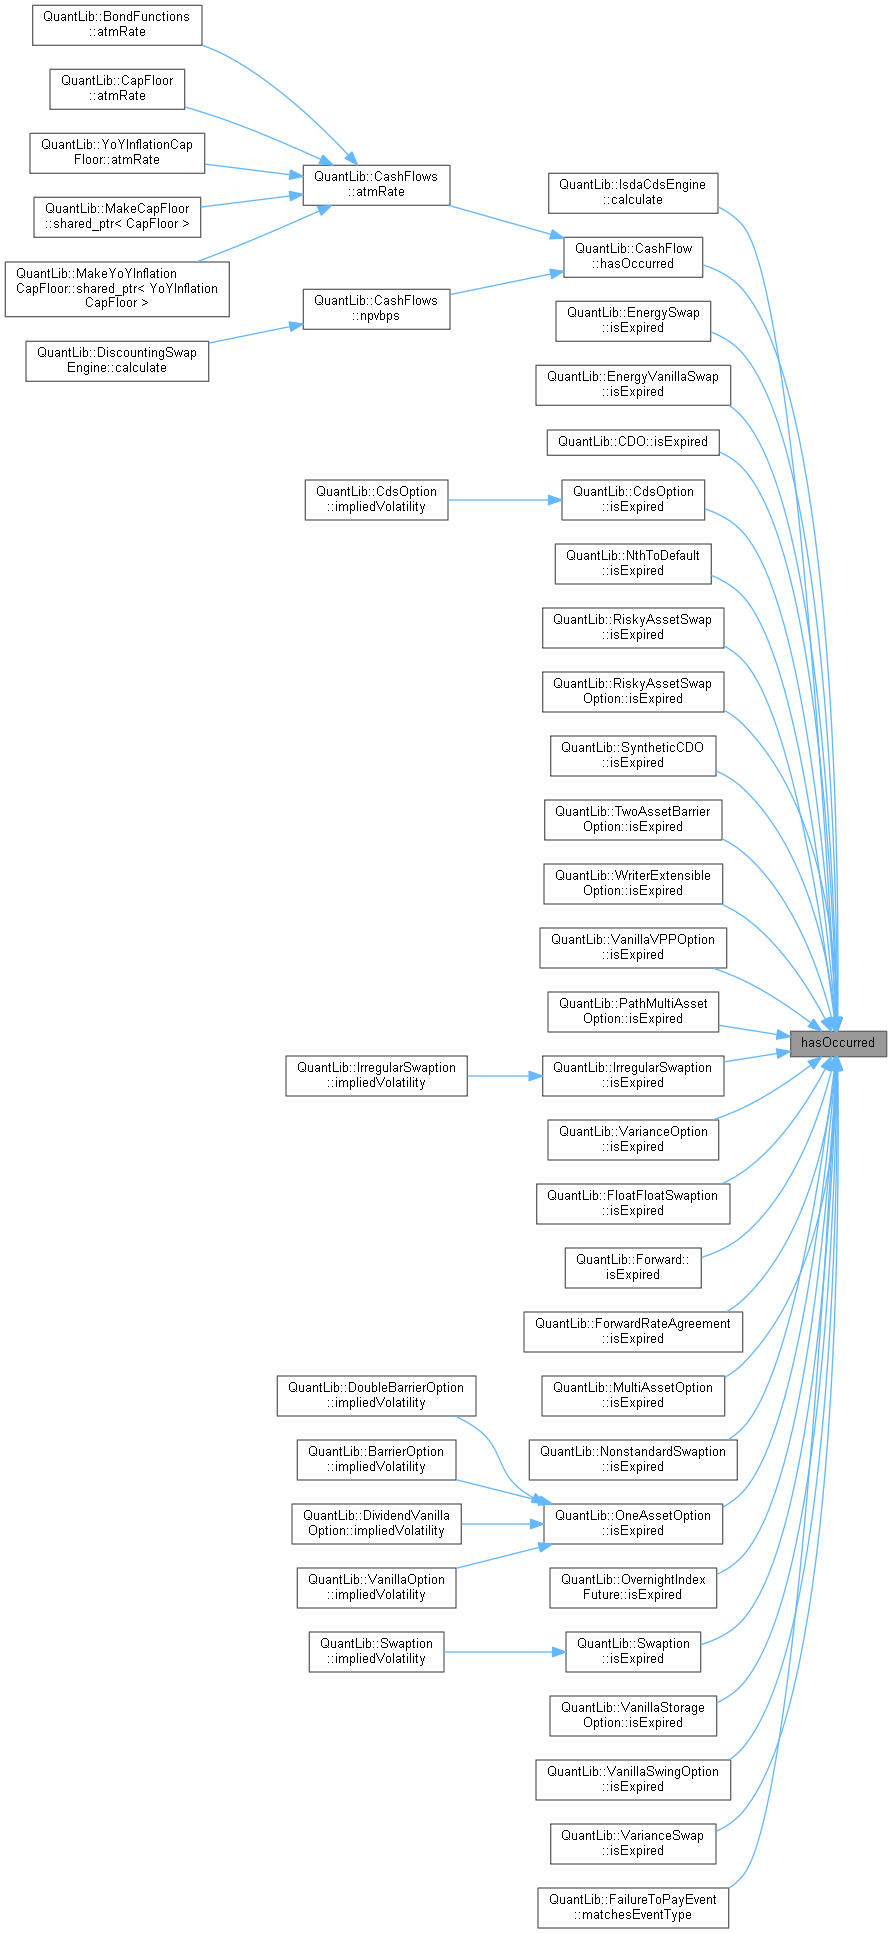 QuantLib::BondFunctions
::atmRate
QuantLib::CapFloor
::atmRate
QuantLib::YoYInflationCap
Floor::atmRate
QuantLib::MakeCapFloor
::shared_ptr< CapFloor >
QuantLib::MakeYoYInflation
CapFloor::shared_ptr< YoYInflation
CapFloor >
QuantLib::DiscountingSwap
Engine::calculate
QuantLib::CashFlows
::atmRate
QuantLib::CashFlows
::npvbps
QuantLib::CdsOption
::impliedVolatility
QuantLib::IrregularSwaption
::impliedVolatility
QuantLib::DoubleBarrierOption
::impliedVolatility
QuantLib::BarrierOption
::impliedVolatility
QuantLib::DividendVanilla
Option::impliedVolatility
QuantLib::VanillaOption
::impliedVolatility
QuantLib::Swaption
::impliedVolatility
QuantLib::IsdaCdsEngine
::calculate
QuantLib::CashFlow
::hasOccurred
QuantLib::EnergySwap
::isExpired
QuantLib::EnergyVanillaSwap
::isExpired
QuantLib::CDO::isExpired
QuantLib::CdsOption
::isExpired
QuantLib::NthToDefault
::isExpired
QuantLib::RiskyAssetSwap
::isExpired
QuantLib::RiskyAssetSwap
Option::isExpired
QuantLib::SyntheticCDO
::isExpired
QuantLib::TwoAssetBarrier
Option::isExpired
QuantLib::WriterExtensible
Option::isExpired
QuantLib::VanillaVPPOption
::isExpired
QuantLib::PathMultiAsset
Option::isExpired
QuantLib::IrregularSwaption
::isExpired
QuantLib::VarianceOption
::isExpired
QuantLib::FloatFloatSwaption
::isExpired
QuantLib::Forward::
isExpired
QuantLib::ForwardRateAgreement
::isExpired
QuantLib::MultiAssetOption
::isExpired
QuantLib::NonstandardSwaption
::isExpired
QuantLib::OneAssetOption
::isExpired
QuantLib::OvernightIndex
Future::isExpired
QuantLib::Swaption
::isExpired
QuantLib::VanillaStorage
Option::isExpired
QuantLib::VanillaSwingOption
::isExpired
QuantLib::VarianceSwap
::isExpired
QuantLib::FailureToPayEvent
::matchesEventType
hasOccurred